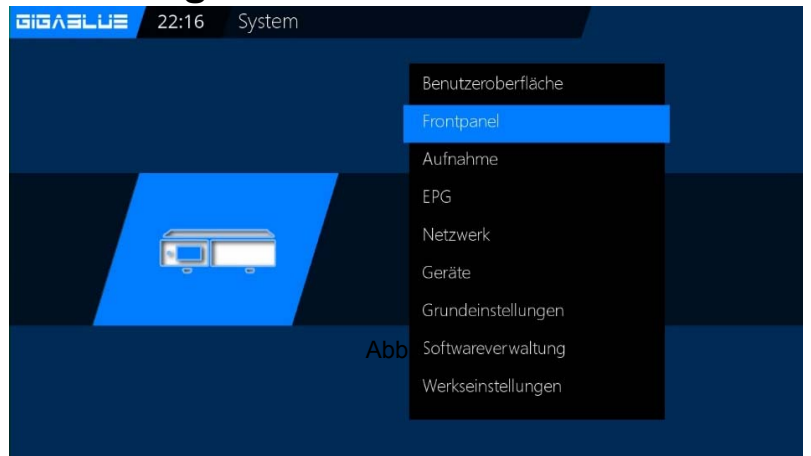 GIGABLUE 22:16 System
Benutzeroberfläche
Frontpanel
Aufnahme
EPG
Netzwerk
Geräte
Grundeinstellungen
Abb
Softwareverwaltung
Werkseinstellungen